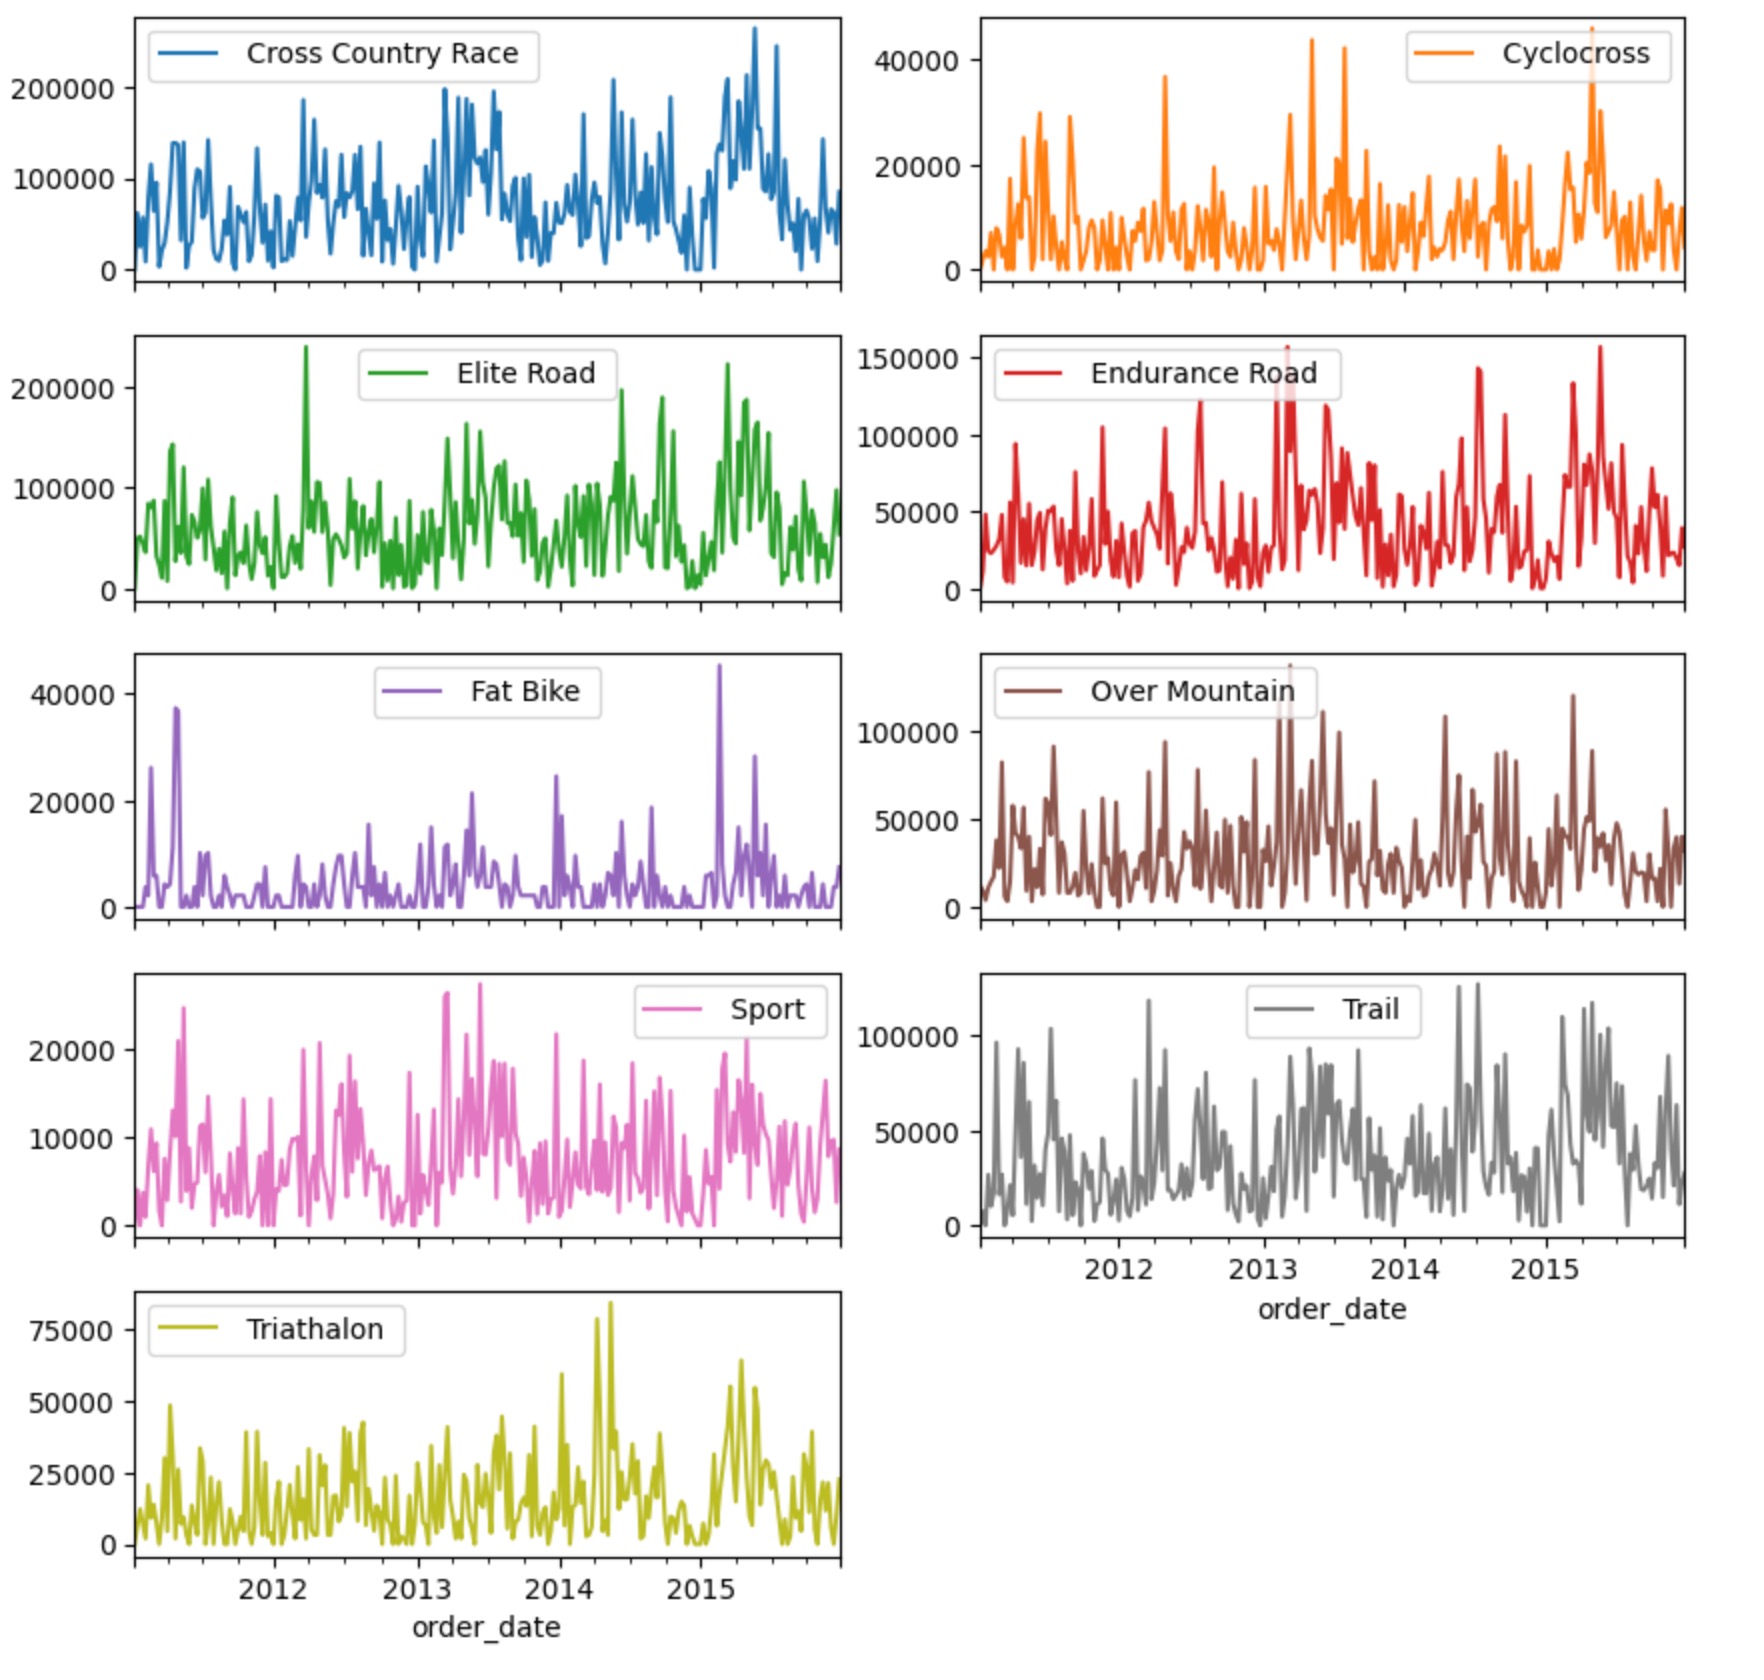 Cross Country Race
200000
100000
0
Cyclocross
40000
20000
0
Elite Road
200000
100000
0
Endurance Road
150000
100000
50000
0
Fat Bike
40000
20000
0
Over Mountain
100000
50000
0
Sport
20000
10000
0
Trail
100000
50000
0
2012 2013 2014 2015
order_date
Triathalon
75000
50000
25000
0
2012 2013 2014 2015
order_date